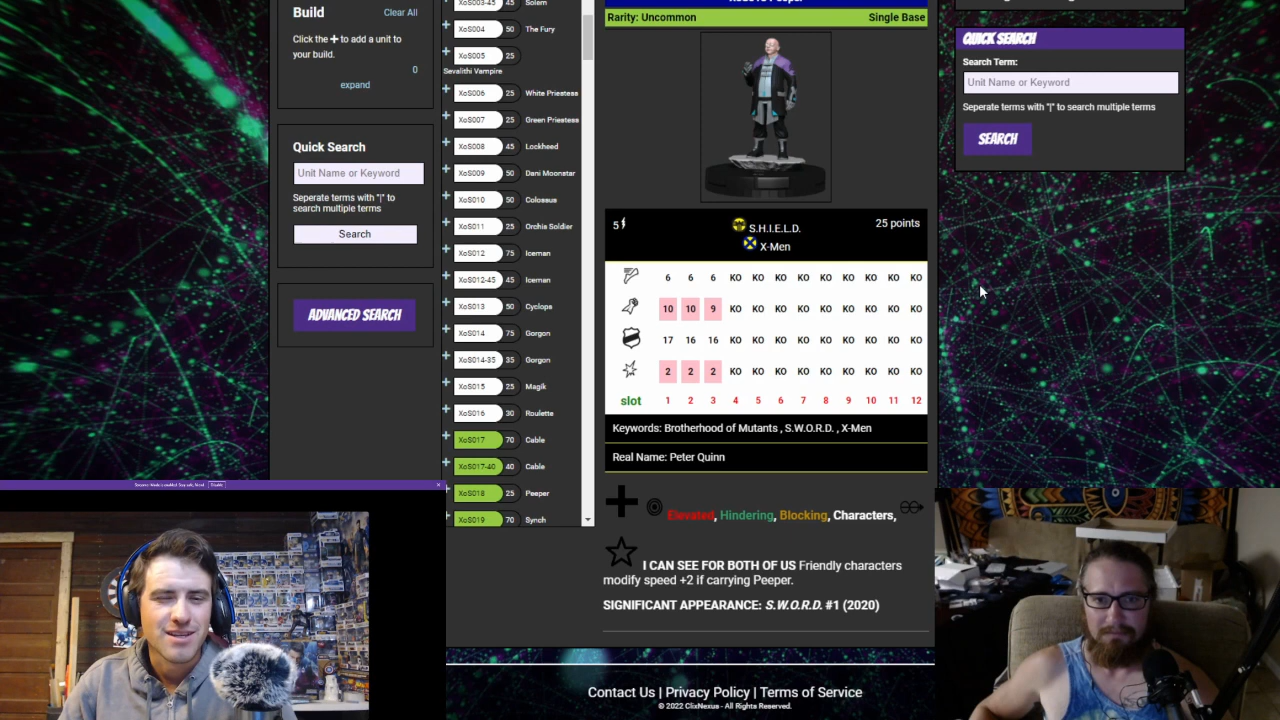 Build
Clear All
Click the + to add a unit to
your build.
0
expand
Quick Search
Unit Name or Keyword
Seperate terms with "|" to
search multiple terms
Search
ADVANCED SEARCH
XoS003-45 45 Solem
XoS004 50 The Fury
XoS005 25
Sevalithi Vampire
XoS006 25 White Priestess
XoS007 25 Green Priestess
XoS008 45 Lockheed
XoS009 50 Dani Moonstar
XoS010 50 Colossus
XoS011 25 Orchis Soldier
XoS012 75 Iceman
XoS012-45 45 Iceman
XoS013 50 Cyclops
XoS014 75 Gorgon
XoS014-35 35 Gorgon
XoS015 25 Magik
XoS016 30 Roulette
XoS017 70 Cable
XoS017-40 40 Cable
XoS018 25 Peeper
XoS019 70 Synch
Rarity: Uncommon
Single Base
5
S.H.I.E.L.D.
X-Men
25 points
6 6 6 KO KO KO KO KO KO KO KO KO
10 10 9 KO KO KO KO KO KO KO KO KO
17 16 16 KO KO KO KO KO KO KO KO KO
2 2 2 KO KO KO KO KO KO KO KO KO
slot 1 2 3 4 5 6 7 8 9 10 11 12
Keywords: Brotherhood of Mutants , S.W.O.R.D. , X-Men
Real Name: Peter Quinn
Elevated, Hindering, Blocking, Characters,
I CAN SEE FOR BOTH OF US Friendly characters
modify speed +2 if carrying Peeper.
SIGNIFICANT APPEARANCE: S.W.O.R.D. #1 (2020)
Contact Us | Privacy Policy | Terms of Service
© 2022 ClixNexus - All Rights Reserved.
QUICK SEARCH
Search Term:
Unit Name or Keyword
Seperate terms with "|" to search multiple terms
SEARCH